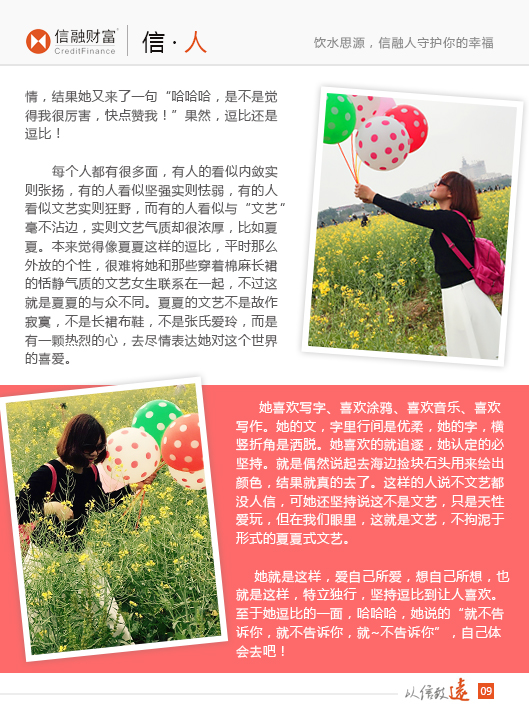 信融财富
CreditFinance
信·人
饮水思源，信融人守护你的幸福
情，结果她又来了一句“哈哈哈，是不是觉
得我很厉害，快点赞我！”果然，逗比还是
逗比！
每个人都有很多面，有人的看似内敛实
则张扬，有的人看似坚强实则怯弱，有的人
看似文艺实则狂野，而有的人看似与“文艺”
毫不沾边，实则文艺气质却很浓厚，比如夏
夏。本来觉得像夏夏这样的逗比，平时那么
外放的个性，很难将她和那些穿着棉麻长裙
的恬静气质的文艺女生联系在一起，不过这
就是夏夏的与众不同。夏夏的文艺不是故作
寂寞，不是长裙布鞋，不是张氏爱玲，而是
有一颗热烈的心，去尽情表达她对这个世界
的喜爱。
她喜欢写字、喜欢涂鸦、喜欢音乐、喜欢
写作。她的文，字里行间是优柔，她的字，横
竖折角是洒脱。她喜欢的就追逐，她认定的必
坚持。就是偶然说起去海边捡块石头用来绘出
颜色，结果就真的去了。这样的人说不文艺都
没人信，可她还坚持说这不是文艺，只是天性
爱玩，但在我们眼里，这就是文艺，不拘泥于
形式的夏夏式文艺。
她就是这样，爱自己所爱，想自己所想，也
就是这样，特立独行，坚持逗比到让人喜欢。
至于她逗比的一面，哈哈哈，她说的“就不告
诉你，就不告诉你，就~不告诉你”，自己体
会去吧！
以信致远
09